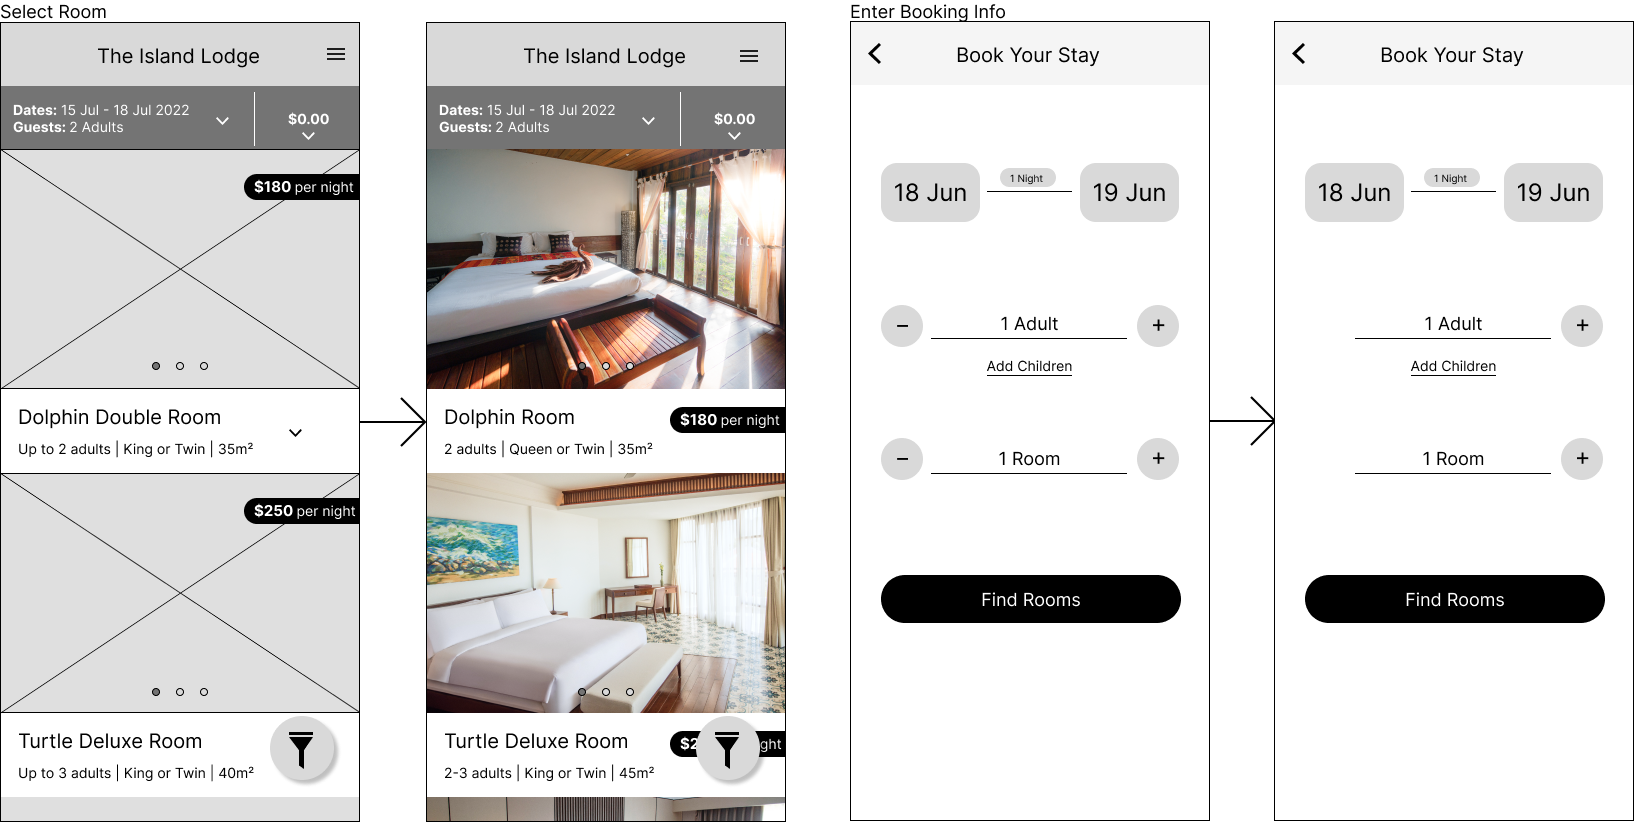 Select Room
The Island Lodge
Dates: 15 Jul - 18 Jul 2022
Guests: 2 Adults
$0.00
$180 per night
Dolphin Double Room
Up to 2 adults | King or Twin | 35m²
$250 per night
Turtle Deluxe Room
Up to 3 adults | King or Twin | 40m²
The Island Lodge
Dates: 15 Jul - 18 Jul 2022
Guests: 2 Adults
$0.00
Dolphin Room
$180 per night
2 adults | Queen or Twin | 35m²
Turtle Deluxe Room
2-3 adults | King or Twin | 45m²
Enter Booking Info
Book Your Stay
18 Jun
1 Night
19 Jun
− 1 Adult +
Add Children
− 1 Room +
Find Rooms
Book Your Stay
18 Jun
1 Night
19 Jun
1 Adult +
Add Children
1 Room +
Find Rooms